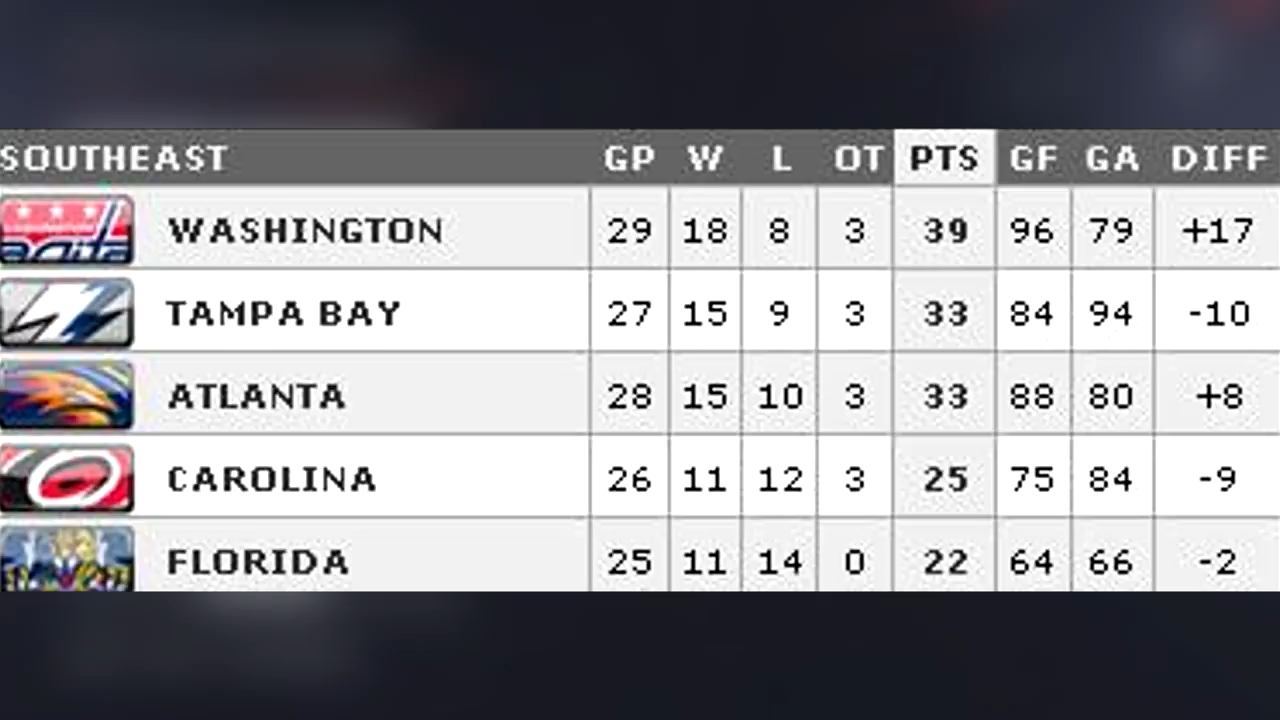 SOUTHEAST GP W L OT PTS GF GA DIFF
WASHINGTON 29 18 8 3 39 96 79 +17
TAMPA BAY 27 15 9 3 33 84 94 -10
ATLANTA 28 15 10 3 33 88 80 +8
CAROLINA 26 11 12 3 25 75 84 -9
FLORIDA 25 11 14 0 22 64 66 -2